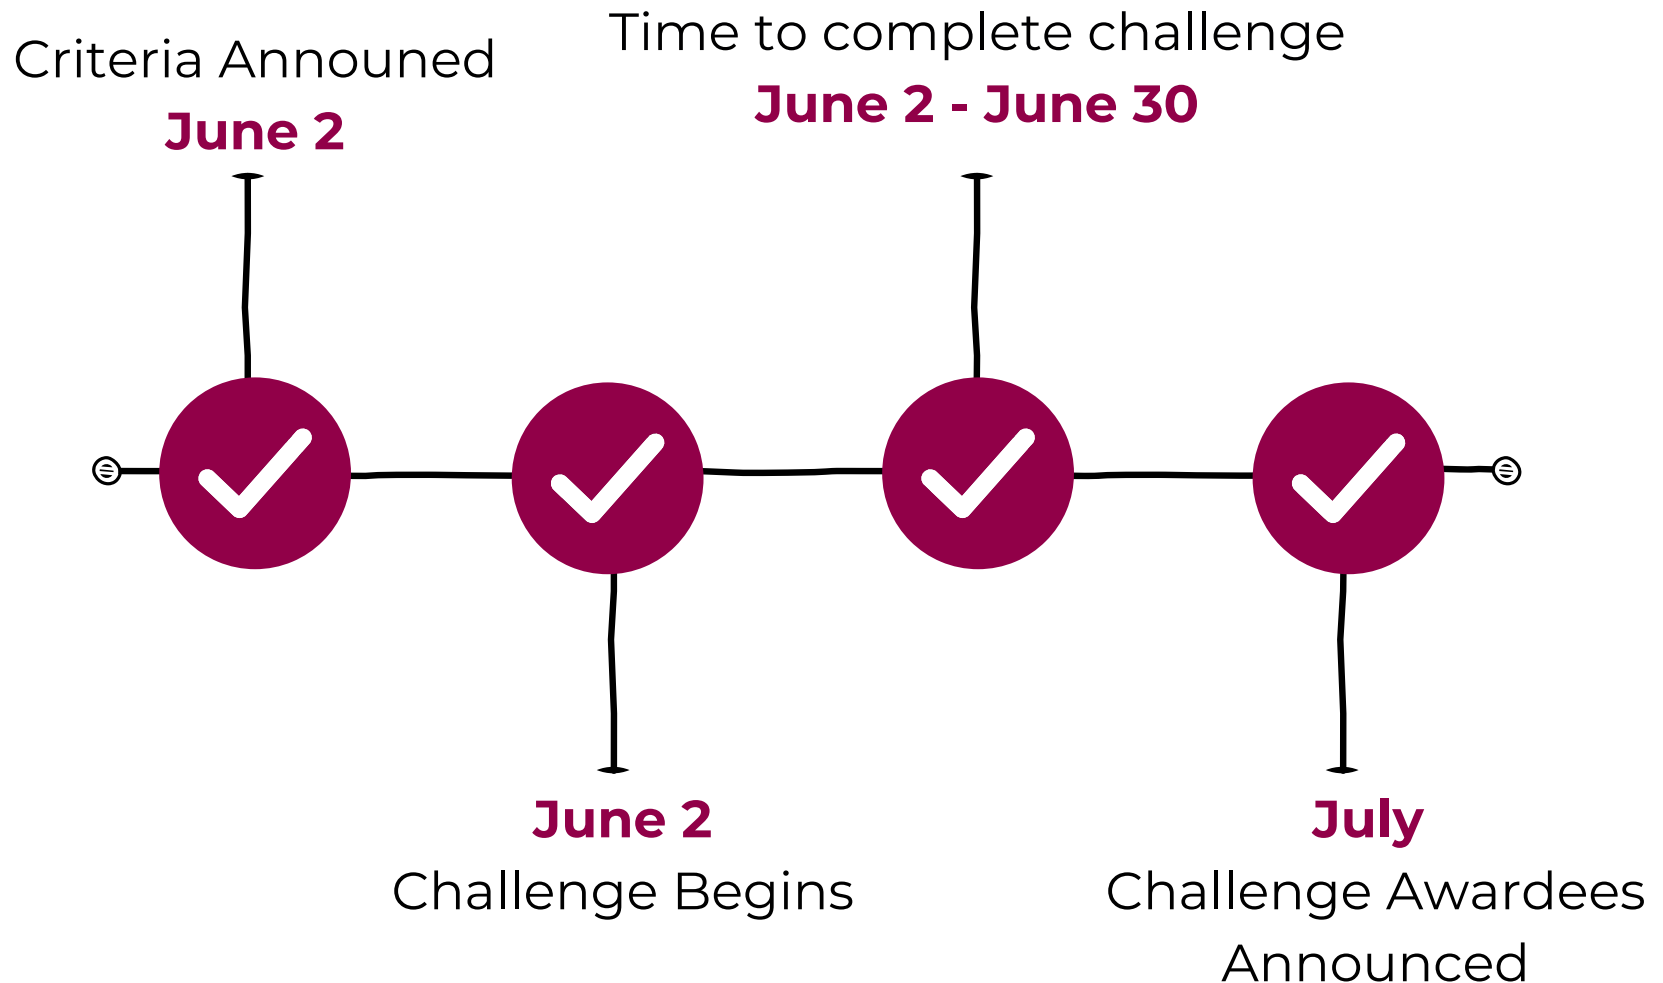 Criteria Announed
June 2
Time to complete challenge
June 2 - June 30
June 2
Challenge Begins
July
Challenge Awardees
Announced